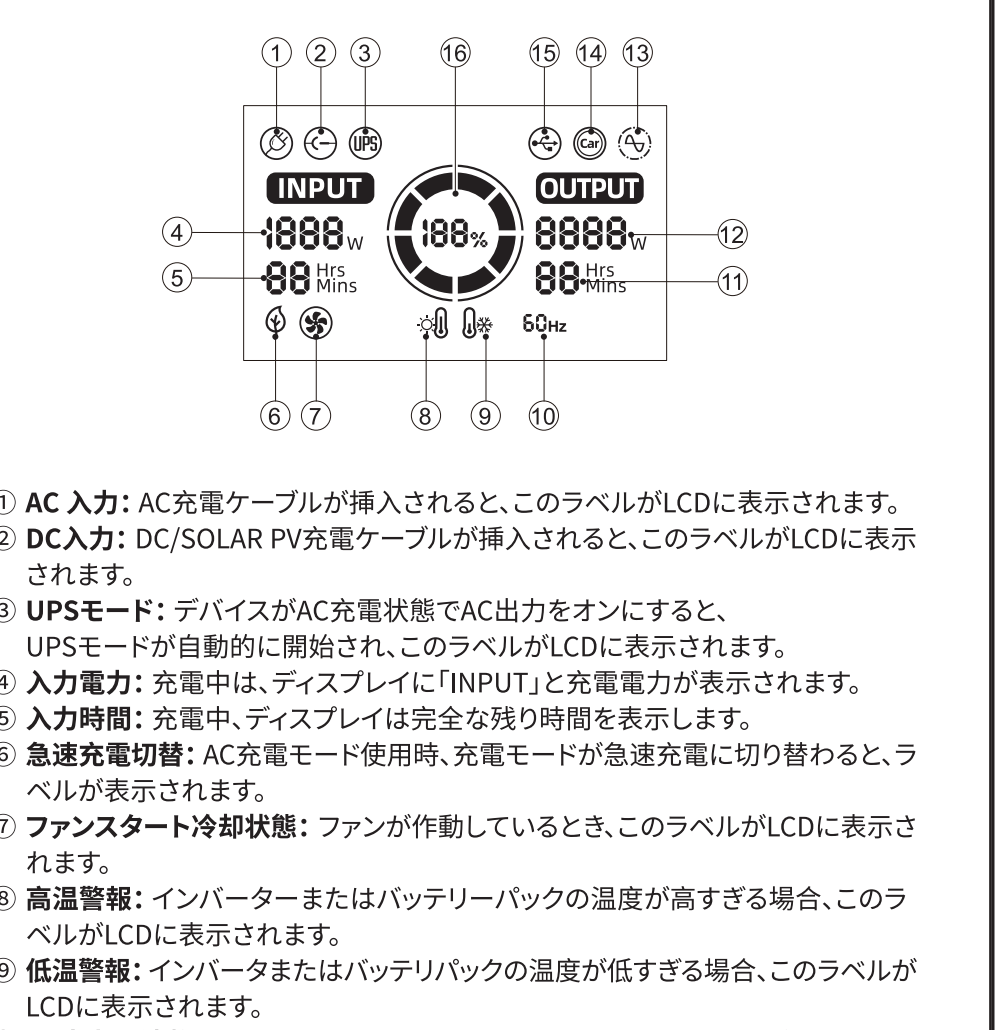 ① ② ③ ⑯ ⑮ ⑭ ⑬
UPS Car
INPUT OUTPUT
④ 1888W 188% 8888W ⑫
⑤ 88 Hrs Mins 88 Hrs Mins ⑪
60Hz
⑥ ⑦ ⑧ ⑨ ⑩
① AC 入力：AC充電ケーブルが挿入されると、このラベルがLCDに表示されます。
② DC入力：DC/SOLAR PV充電ケーブルが挿入されると、このラベルがLCDに表示
されます。
③ UPSモード：デバイスがAC充電状態でAC出力をオンにすると、
UPSモードが自動的に開始され、このラベルがLCDに表示されます。
④ 入力電力：充電中は、ディスプレイに「INPUT」と充電電力が表示されます。
⑤ 入力時間：充電中、ディスプレイは完全な残り時間を表示します。
⑥ 急速充電切替：AC充電モード使用時、充電モードが急速充電に切り替わると、ラ
ベルが表示されます。
⑦ ファンスタート冷却状態：ファンが作動しているとき、このラベルがLCDに表示さ
れます。
⑧ 高温警報：インバーターまたはバッテリーパックの温度が高すぎる場合、このラ
ベルがLCDに表示されます。
⑨ 低温警報：インバータまたはバッテリパックの温度が低すぎる場合、このラベルが
LCDに表示されます。